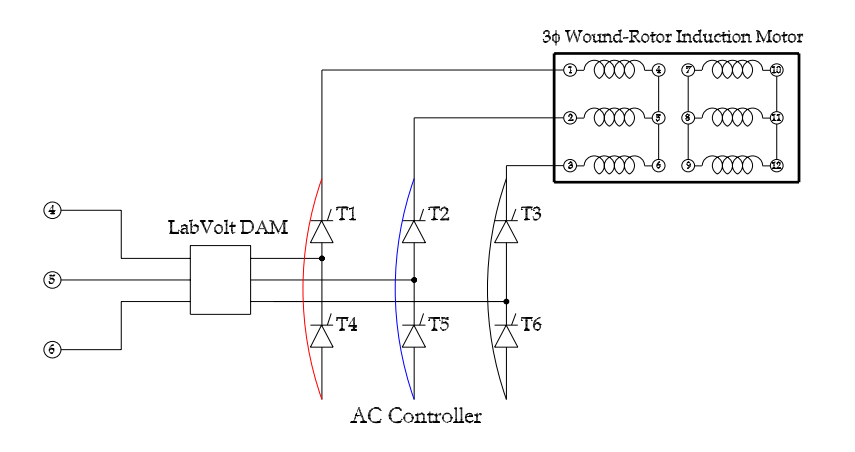 3ϕ Wound-Rotor Induction Motor
1 4 7 10
2 5 8 11
3 6 9 12
4
T1 T2 T3
LabVolt DAM
5
T4 T5 T6
6
AC Controller